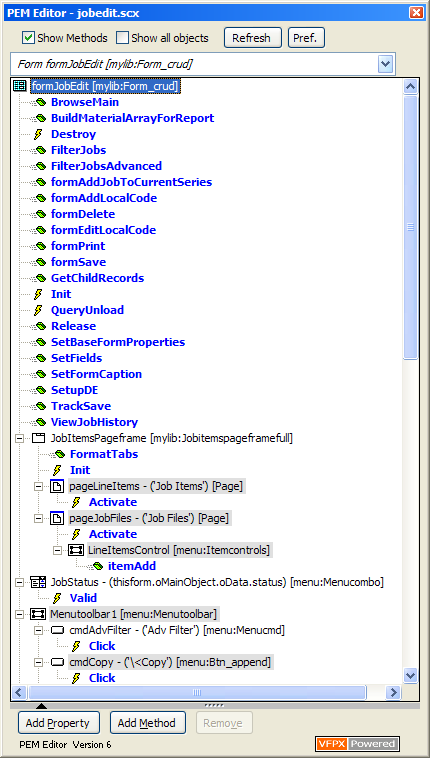 PEM Editor - jobedit.scx
Show Methods Show all objects Refresh Pref.
Form formJobEdit [mylib:Form_crud]
formJobEdit [mylib:Form_crud]
BrowseMain
BuildMaterialArrayForReport
Destroy
FilterJobs
FilterJobsAdvanced
formAddJobToCurrentSeries
formAddLocalCode
formDelete
formEditLocalCode
formPrint
formSave
GetChildRecords
Init
QueryUnload
Release
SetBaseFormProperties
SetFields
SetFormCaption
SetupDE
TrackSave
ViewJobHistory
JobItemsPageframe [mylib:Jobitemspageframefull]
FormatTabs
Init
pageLineItems - ('Job Items') [Page]
Activate
pageJobFiles - ('Job Files') [Page]
Activate
LineItemsControl [menu:Itemcontrols]
itemAdd
JobStatus - (thisform.oMainObject.oData.status) [menu:Menucombo]
Valid
Menutoolbar1 [menu:Menutoolbar]
cmdAdvFilter - ('Adv Filter') [menu:Menucmd]
Click
cmdCopy - ('\<Copy') [menu:Btn_append]
Click
Add Property Add Method Remove
PEM Editor Version 6 VFPX Powered